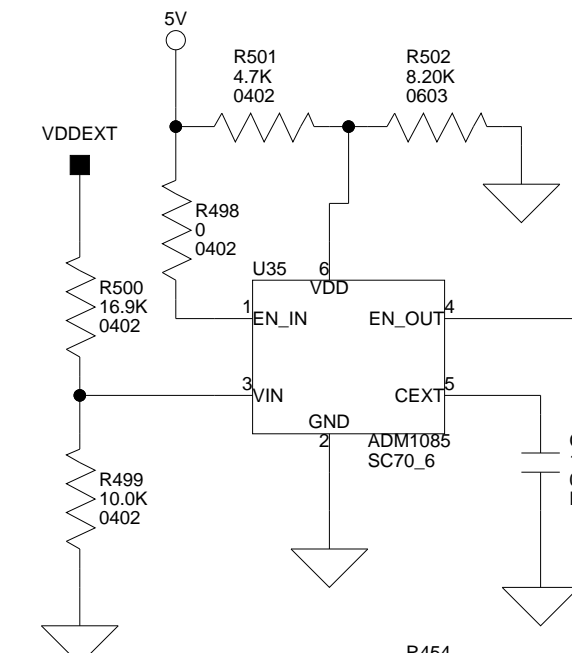 5V
R501
4.7K
0402
R502
8.20K
0603
VDDEXT
R498
0
0402
U35
6
VDD
R500
16.9K
0402
1
EN_IN
EN_OUT
4
3
VIN
CEXT
5
GND
2
ADM1085
SC70_6
R499
10.0K
0402
R454